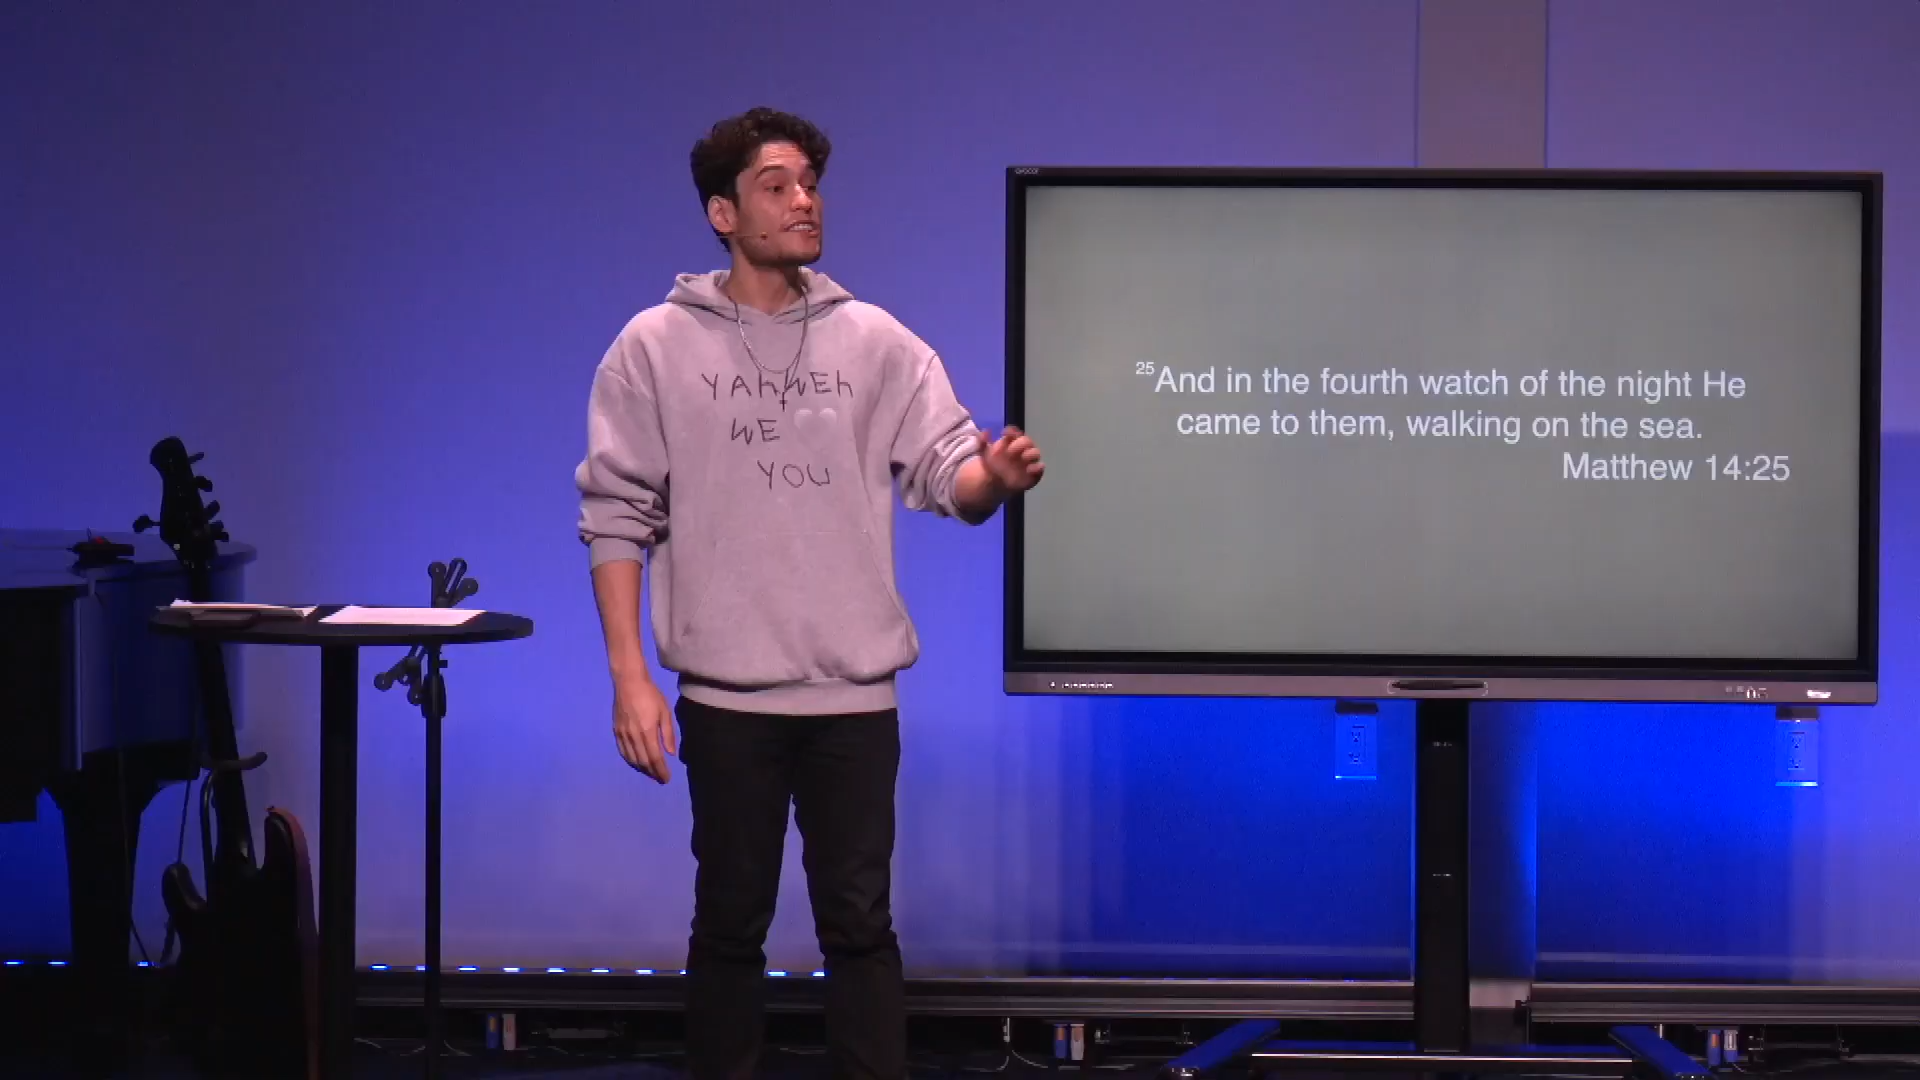 YAhWEh
WE 🤍
YOU
25And in the fourth watch of the night He
came to them, walking on the sea.
Matthew 14:25